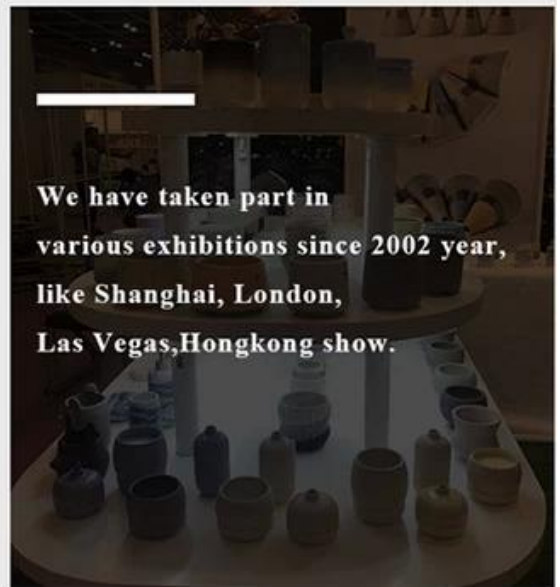 We have taken part in
various exhibitions since 2002 year,
like Shanghai, London,
Las Vegas,Hongkong show.